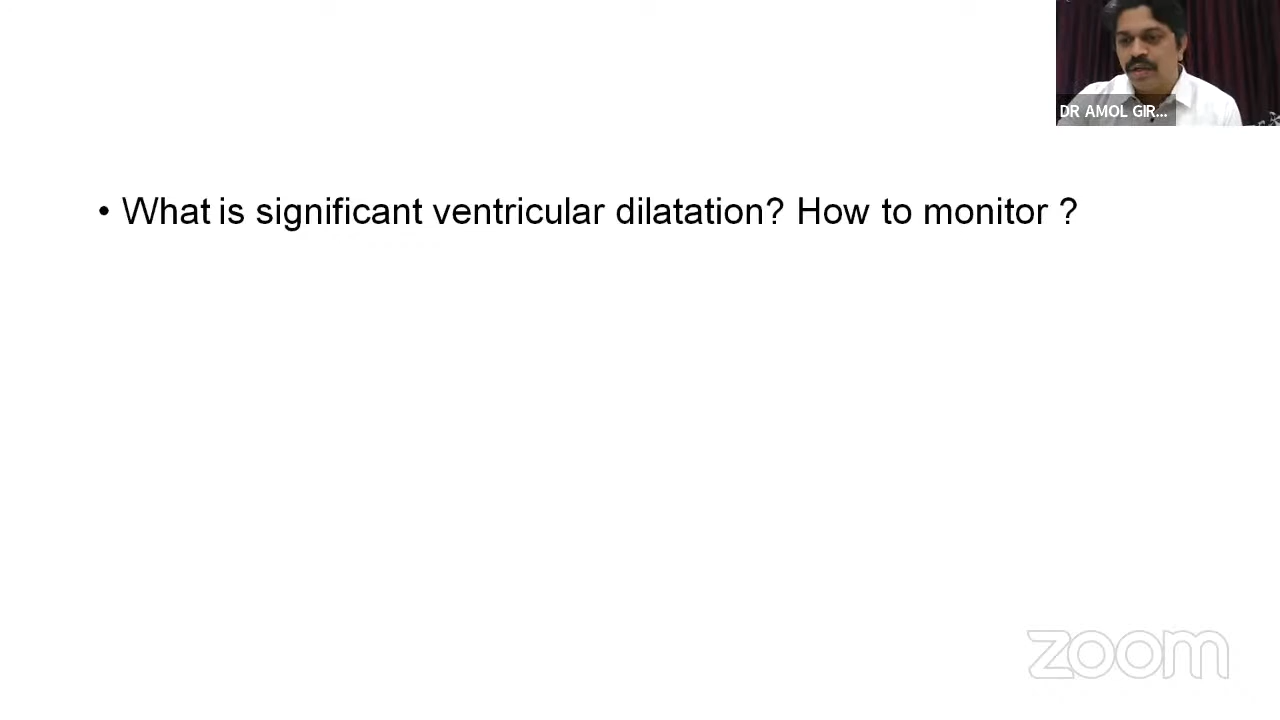 DR AMOL GIR...
• What is significant ventricular dilatation? How to monitor ?
zoom